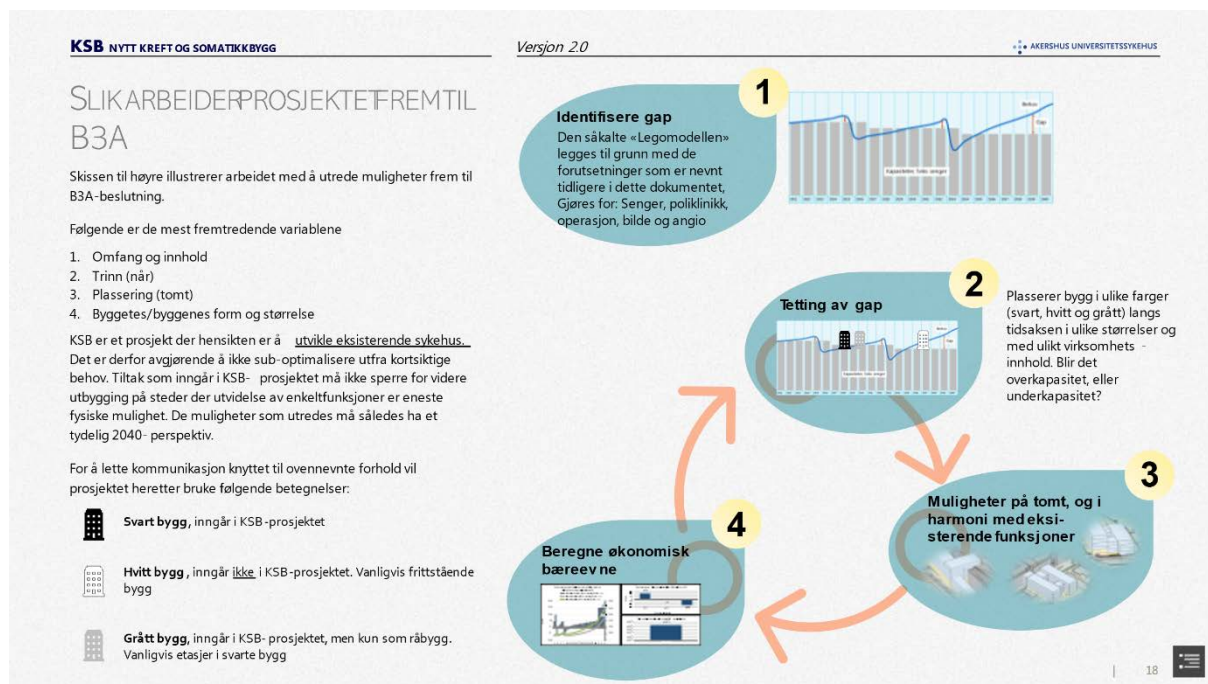 KSB NYTT KREFT OG SOMATIKKBYGG
Versjon 2.0
AKERSHUS UNIVERSITETSSYKEHUS
SLIK ARBEIDER PROSJEKTET FREM TIL
B3A
Skissen til høyre illustrerer arbeidet med å utrede muligheter frem til
B3A-beslutning.
Følgende er de mest fremtredende variablene
1. Omfang og innhold
2. Trinn (når)
3. Plassering (tomt)
4. Byggetes/byggenes form og størrelse
KSB er et prosjekt der hensikten er å utvikle eksisterende sykehus.
Det er derfor avgjørende å ikke sub-optimalisere utfra kortsiktige
behov. Tiltak som inngår i KSB- prosjektet må ikke sperre for videre
utbygging på steder der utvidelse av enkeltfunksjoner er eneste
fysiske mulighet. De muligheter som utredes må således ha et
tydelig 2040- perspektiv.
For å lette kommunikasjon knyttet til ovennevnte forhold vil
prosjektet heretter bruke følgende betegnelser:
Svart bygg, inngår i KSB-prosjektet
Hvitt bygg, inngår ikke i KSB-prosjektet. Vanligvis frittstående
bygg
Grått bygg, inngår i KSB- prosjektet, men kun som råbygg.
Vanligvis etasjer i svarte bygg
1
Identifisere gap
Den såkalte «Legomodellen»
legges til grunn med de
forutsetninger som er nevnt
tidligere i dette dokumentet,
Gjøres for: Senger, poliklinikk,
operasjon, bilde og angio
Behov
Gap
2
Tetting av gap
Plasserer bygg i ulike farger
(svart, hvitt og grått) langs
tidsaksen i ulike størrelser og
med ulikt virksomhets -
innhold. Blir det
overkapasitet, eller
underkapasitet?
3
Muligheter på tomt, og i
harmoni med eksi-
sterende funksjoner
4
Beregne økonomisk
bæreevne
| 18